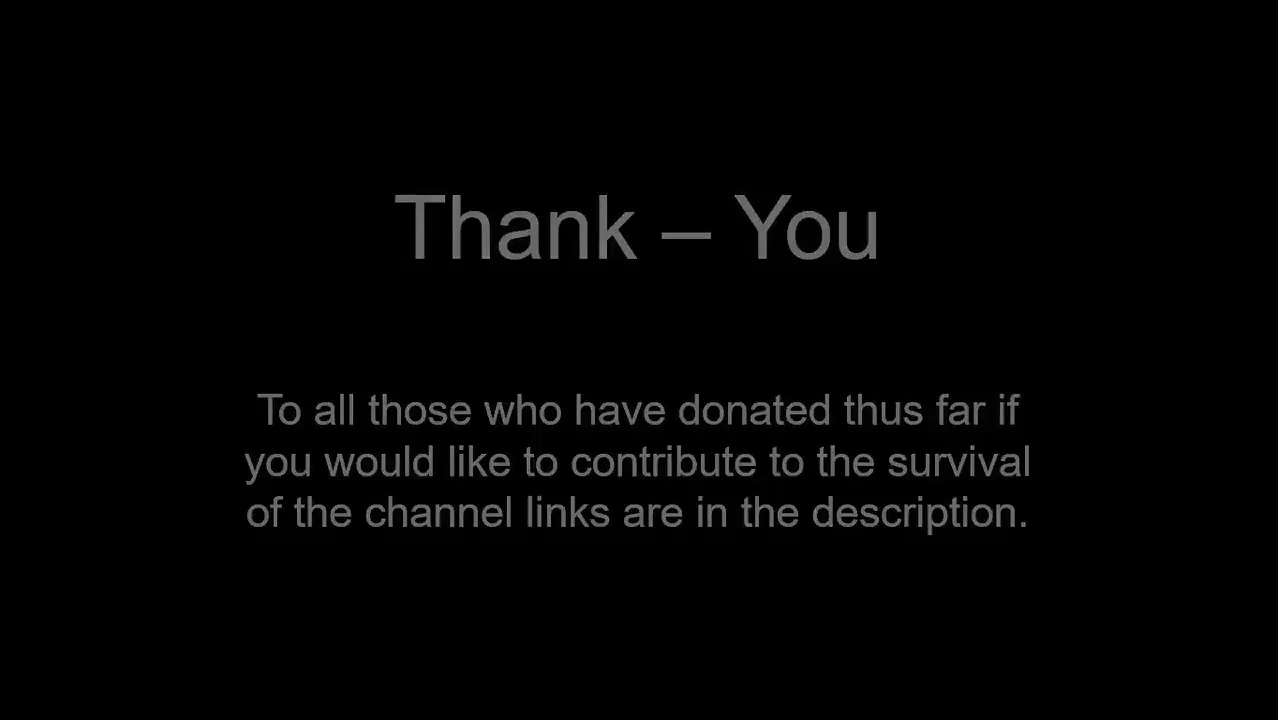 Thank – You
To all those who have donated thus far if
you would like to contribute to the survival
of the channel links are in the description.